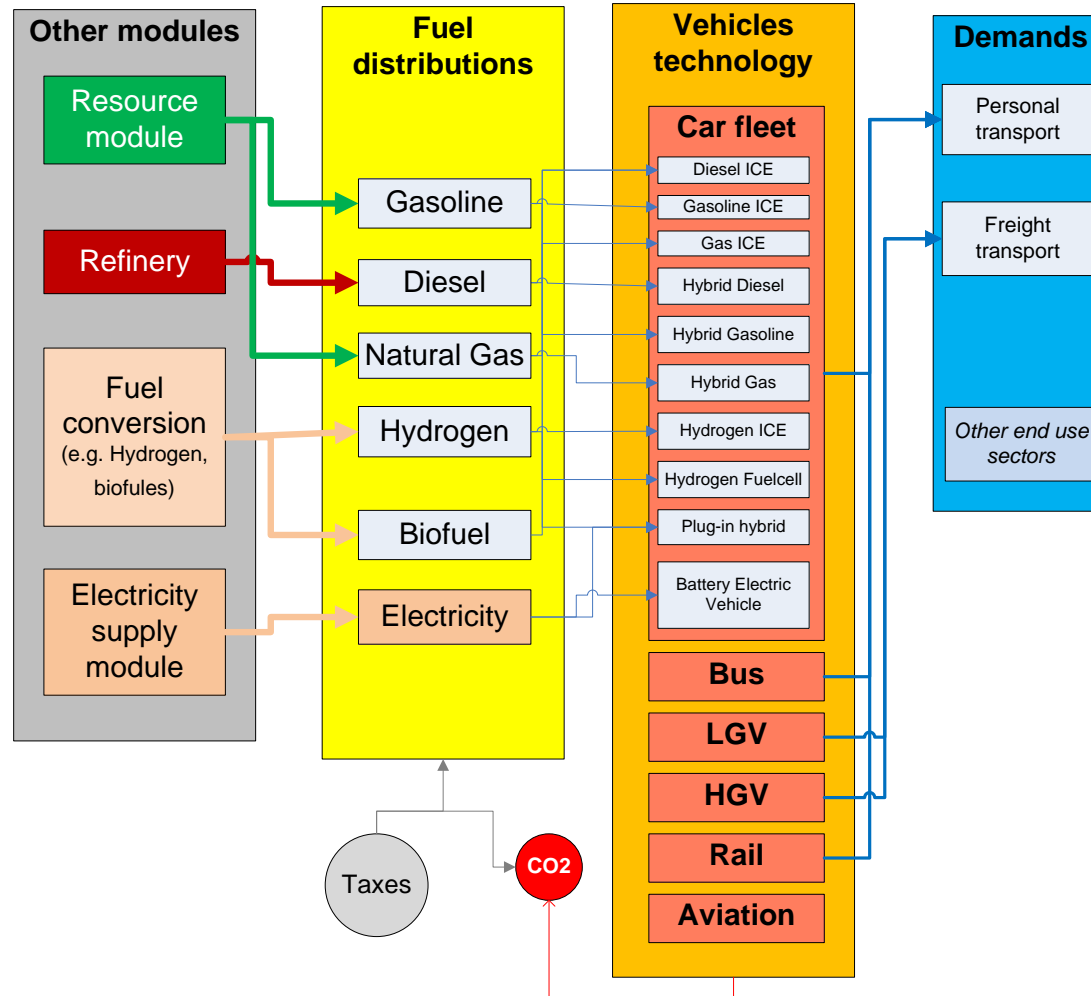 Other modules
Resource
module
Refinery
Fuel
conversion
(e.g. Hydrogen,
biofules)
Electricity
supply
module
Fuel
distributions
Gasoline
Diesel
Natural Gas
Hydrogen
Biofuel
Electricity
Taxes
CO2
Vehicles
technology
Car fleet
Diesel ICE
Gasoline ICE
Gas ICE
Hybrid Diesel
Hybrid Gasoline
Hybrid Gas
Hydrogen ICE
Hydrogen Fuelcell
Plug-in hybrid
Battery Electric
Vehicle
Bus
LGV
HGV
Rail
Aviation
Demands
Personal
transport
Freight
transport
Other end use
sectors